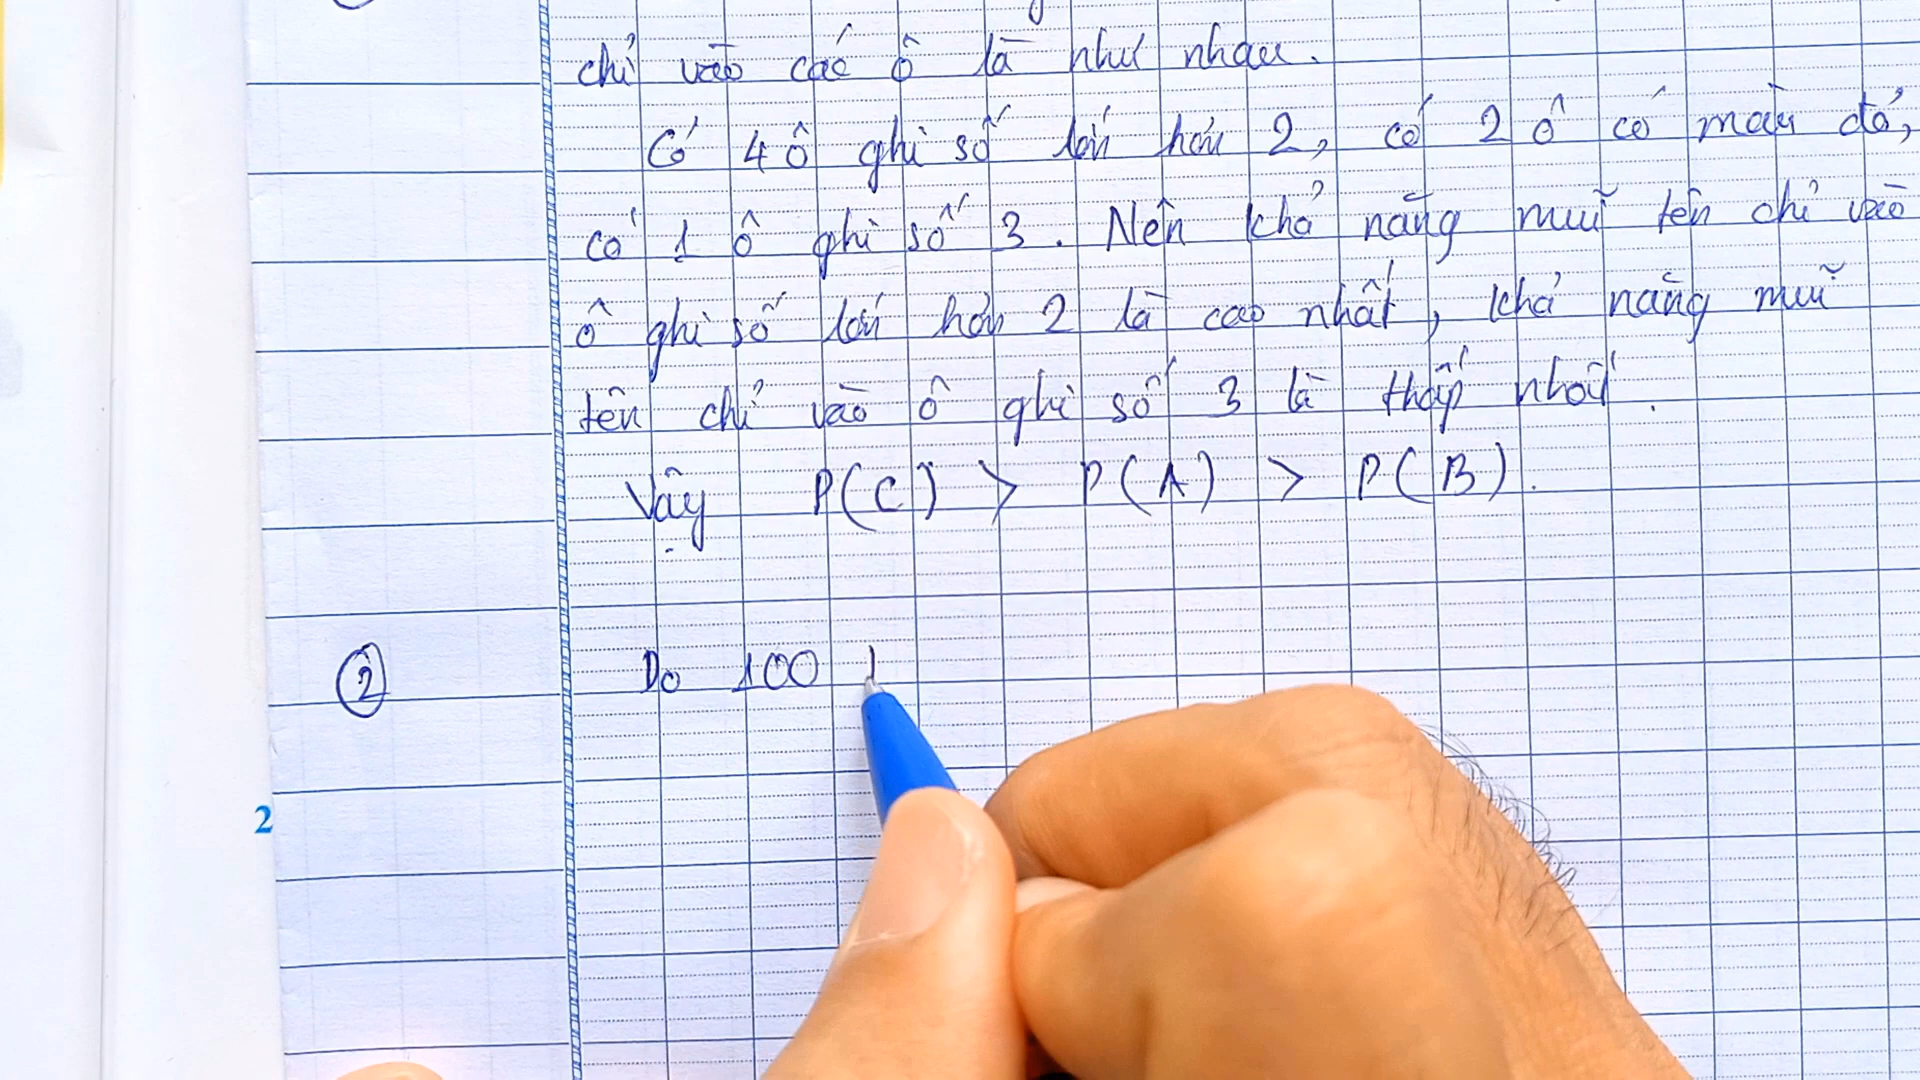 chỉ vào các ô là như nhau.
Có 4 ô ghi số lớn hơn 2, có 2 ô có màu đỏ,
có 1 ô ghi số 3. Nên khả năng mũi tên chỉ vào
ô ghi số lớn hơn 2 là cao nhất, khả năng mũi
tên chỉ vào ô ghi số 3 là thấp nhất.
Vậy P(C) > P(A) > P(B).
2 Do 100
2